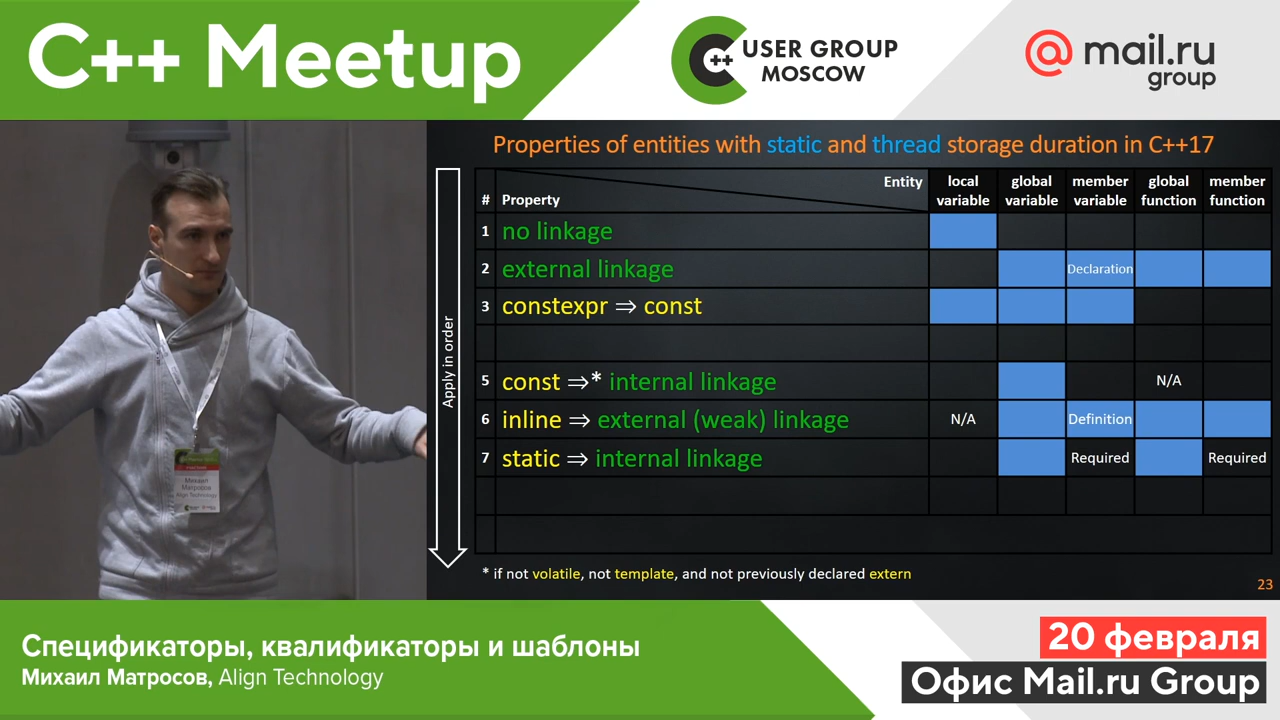 C++ Meetup
C++ USER GROUP
MOSCOW
@ mail.ru
group
Properties of entities with static and thread storage duration in C++17
Apply in order
Entity
# Property
local variable
global variable
member variable
global function
member function
1 no linkage
2 external linkage Declaration
3 constexpr ⇒ const
5 const ⇒* internal linkage N/A
6 inline ⇒ external (weak) linkage N/A Definition
7 static ⇒ internal linkage Required Required
* if not volatile, not template, and not previously declared extern
23
Михаил
Матросов
Align Technology
Спецификаторы, квалификаторы и шаблоны
Михаил Матросов, Align Technology
20 февраля
Офис Mail.ru Group